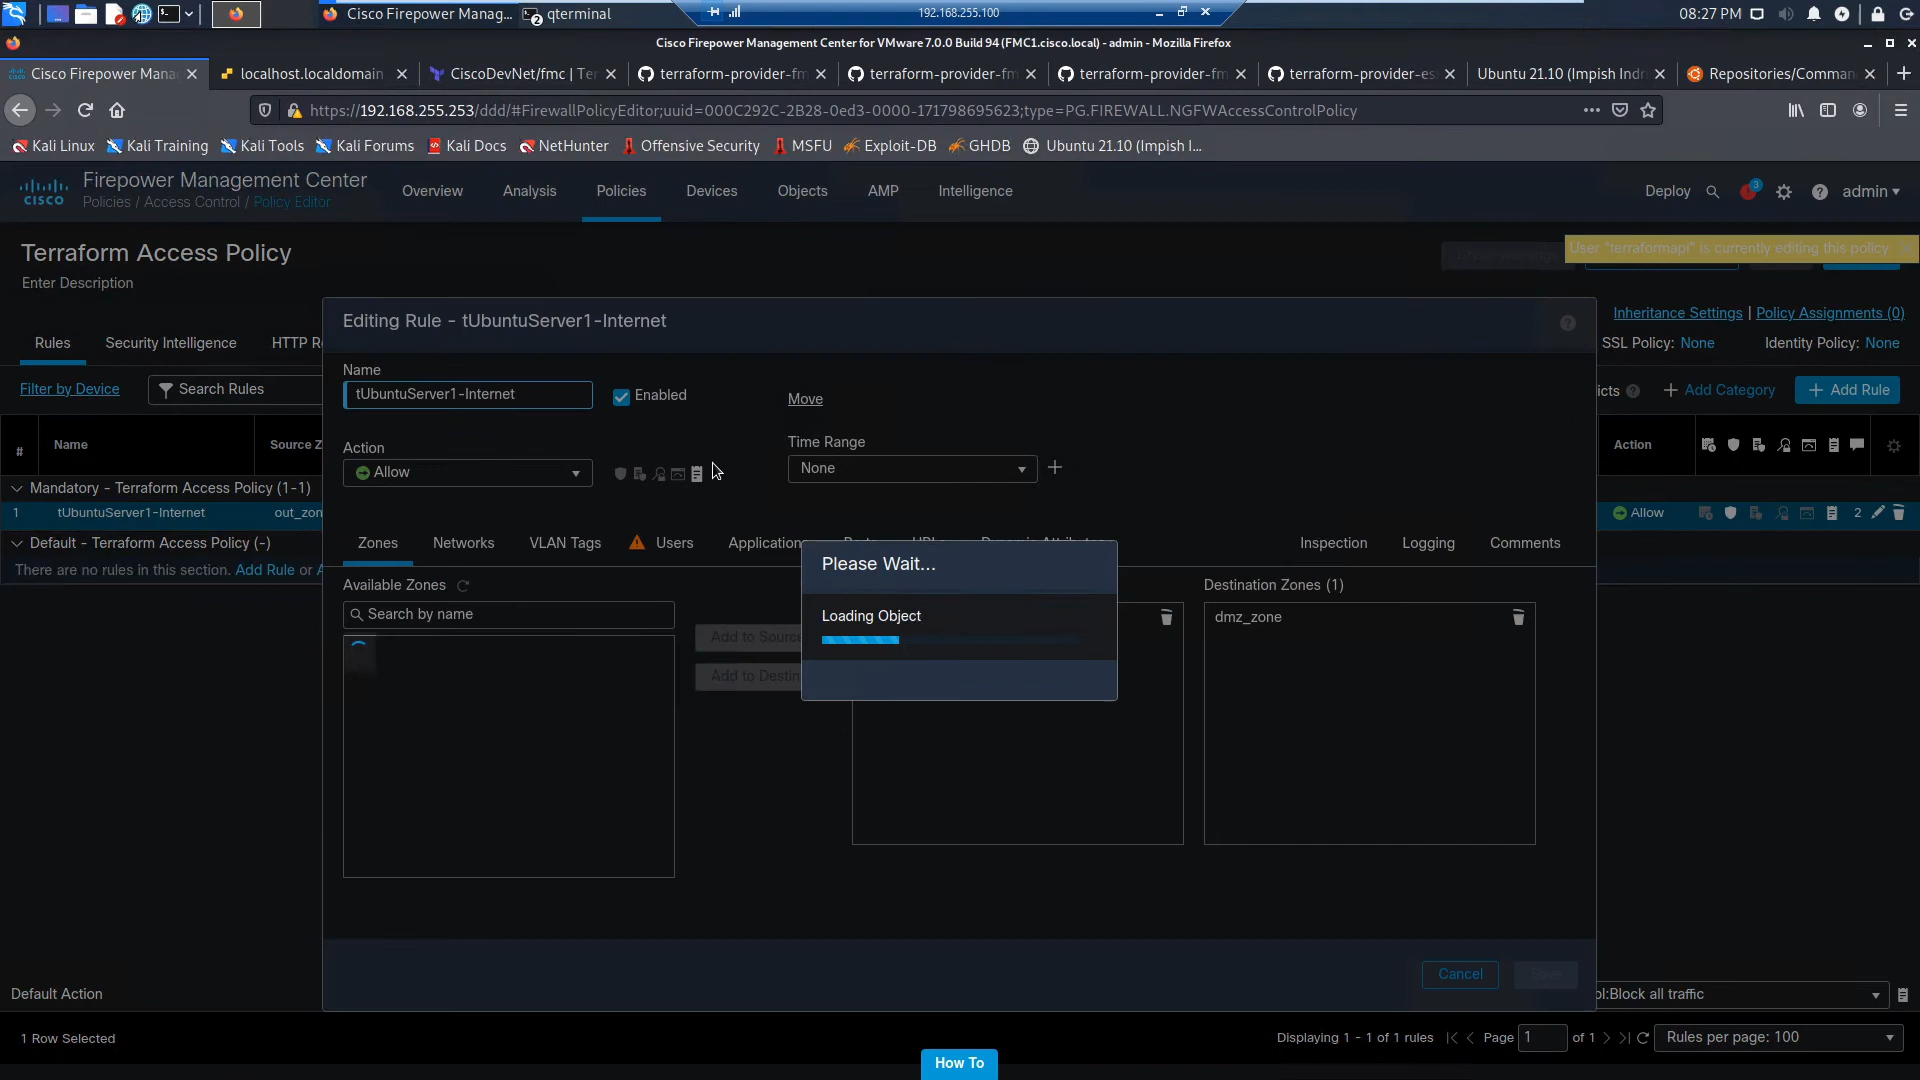 Cisco Firepower Manag...
qterminal
2
192.168.255.100
08:27 PM
Cisco Firepower Management Center for VMware 7.0.0 Build 94 (FMC1.cisco.local) - admin - Mozilla Firefox
Cisco Firepower Mana
localhost.localdomain
CiscoDevNet/fmc | Ter
terraform-provider-fm
terraform-provider-fm
terraform-provider-fm
terraform-provider-es
Ubuntu 21.10 (Impish Indri
Repositories/Comman
https://192.168.255.253/ddd/#FirewallPolicyEditor;uuid=000C292C-2B28-0ed3-0000-171798695623;type=PG.FIREWALL.NGFWAccessControlPolicy
Kali Linux
Kali Training
Kali Tools
Kali Forums
Kali Docs
NetHunter
Offensive Security
MSFU
Exploit-DB
GHDB
Ubuntu 21.10 (Impish I...
CISCO
Firepower Management Center
Policies / Access Control / Policy Editor
Overview
Analysis
Policies
Devices
Objects
AMP
Intelligence
Deploy
3
admin
Terraform Access Policy
User "terraformapi" is currently editing this policy
Enter Description
Inheritance Settings | Policy Assignments (0)
Rules
Security Intelligence
HTTP R
SSL Policy: None
Identity Policy: None
Filter by Device
Search Rules
icts
+ Add Category
+ Add Rule
#
Name
Source Z
Action
Mandatory - Terraform Access Policy (1-1)
1
tUbuntuServer1-Internet
out_zon
Allow
2
Default - Terraform Access Policy (-)
There are no rules in this section. Add Rule or A
Editing Rule - tUbuntuServer1-Internet
Name
tUbuntuServer1-Internet
Enabled
Move
Action
Allow
Time Range
None
Zones
Networks
VLAN Tags
Users
Application
Inspection
Logging
Comments
Available Zones
Search by name
Add to Source
Add to Destin
Please Wait...
Loading Object
Destination Zones (1)
dmz_zone
Cancel
Save
Default Action
ol:Block all traffic
1 Row Selected
Displaying 1 - 1 of 1 rules
Page 1 of 1
Rules per page: 100
How To